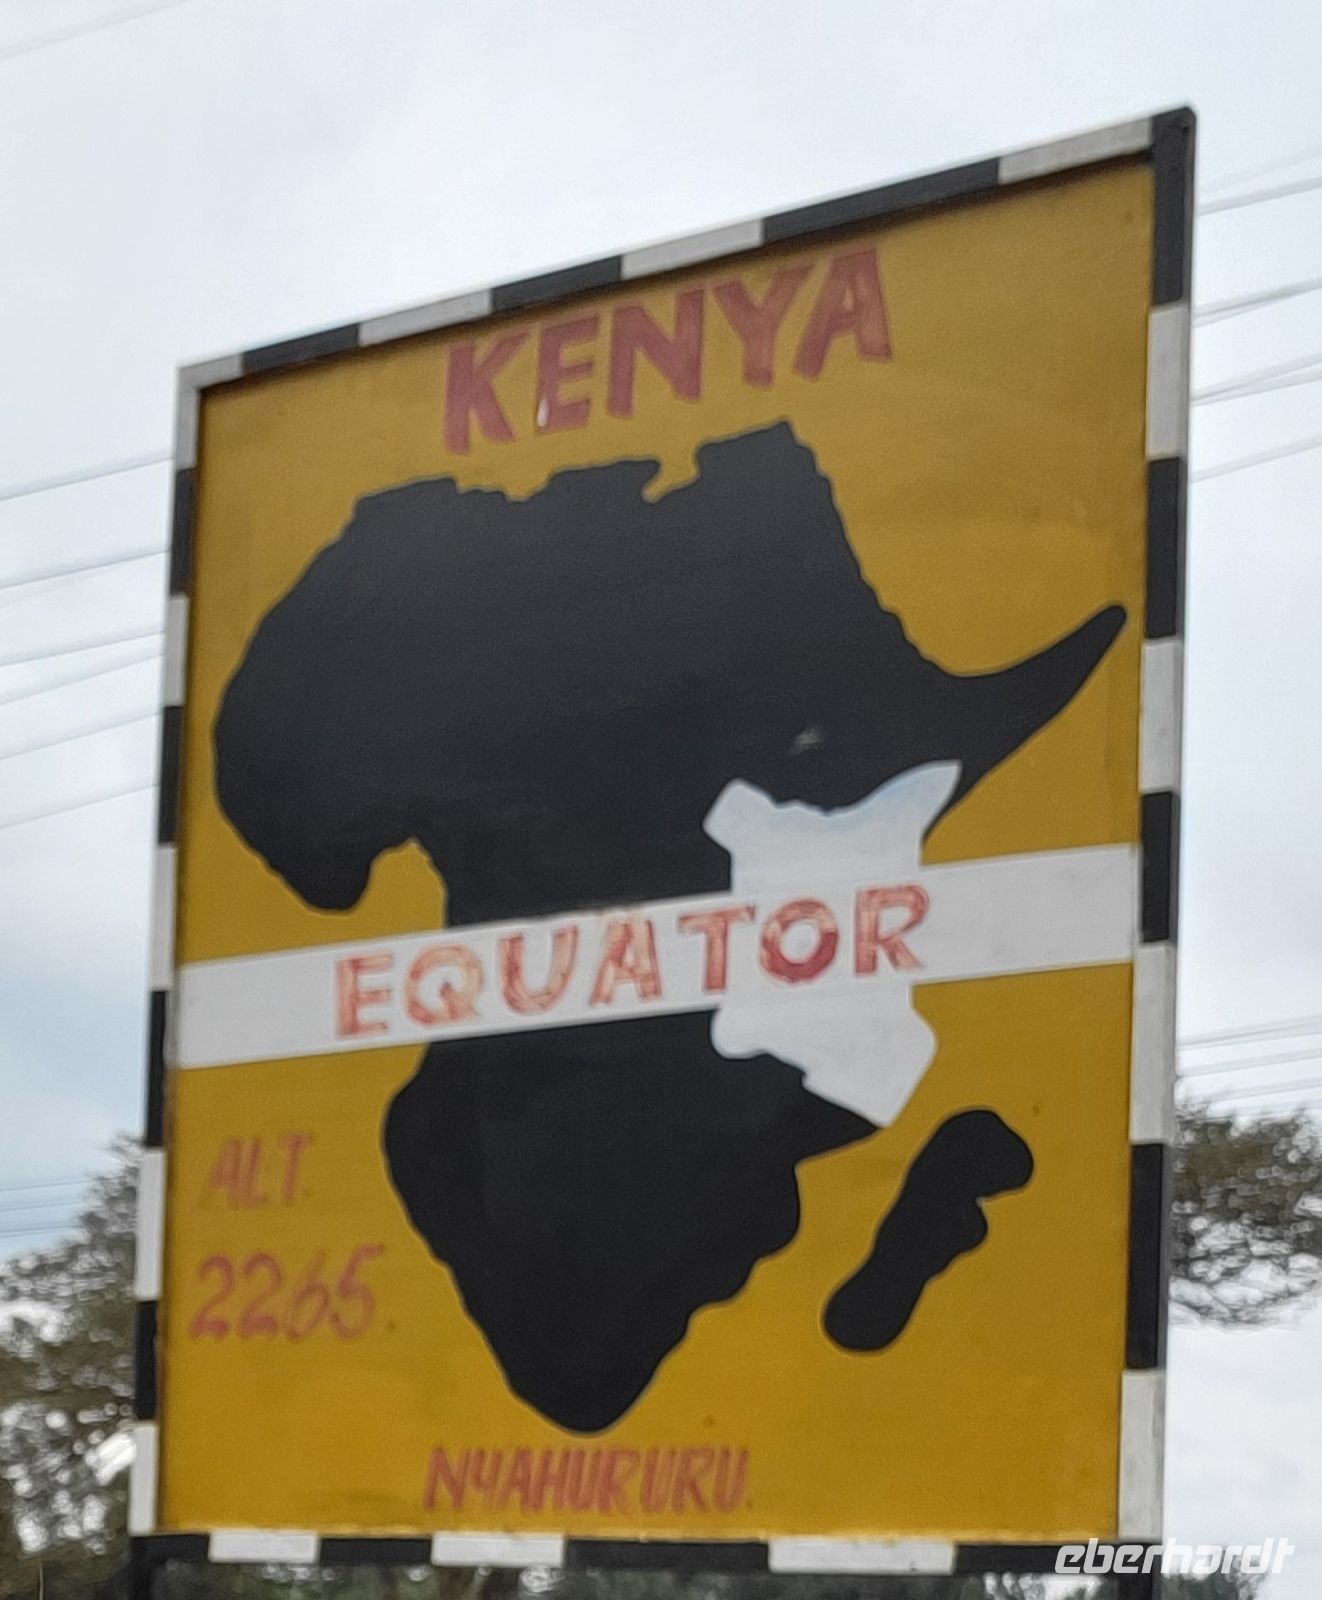 KENYA
EQUATOR
ALT.
2265.
NYAHURURU.
eberhardt